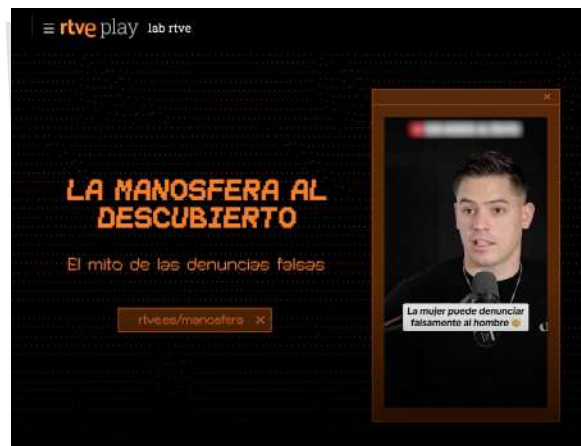 rtve play lab rtve
LA MANOSFERA AL
DESCUBIERTO
El mito de las denuncias falsas
rtve.es/manosfera
La mujer puede denunciar
falsamente al hombre